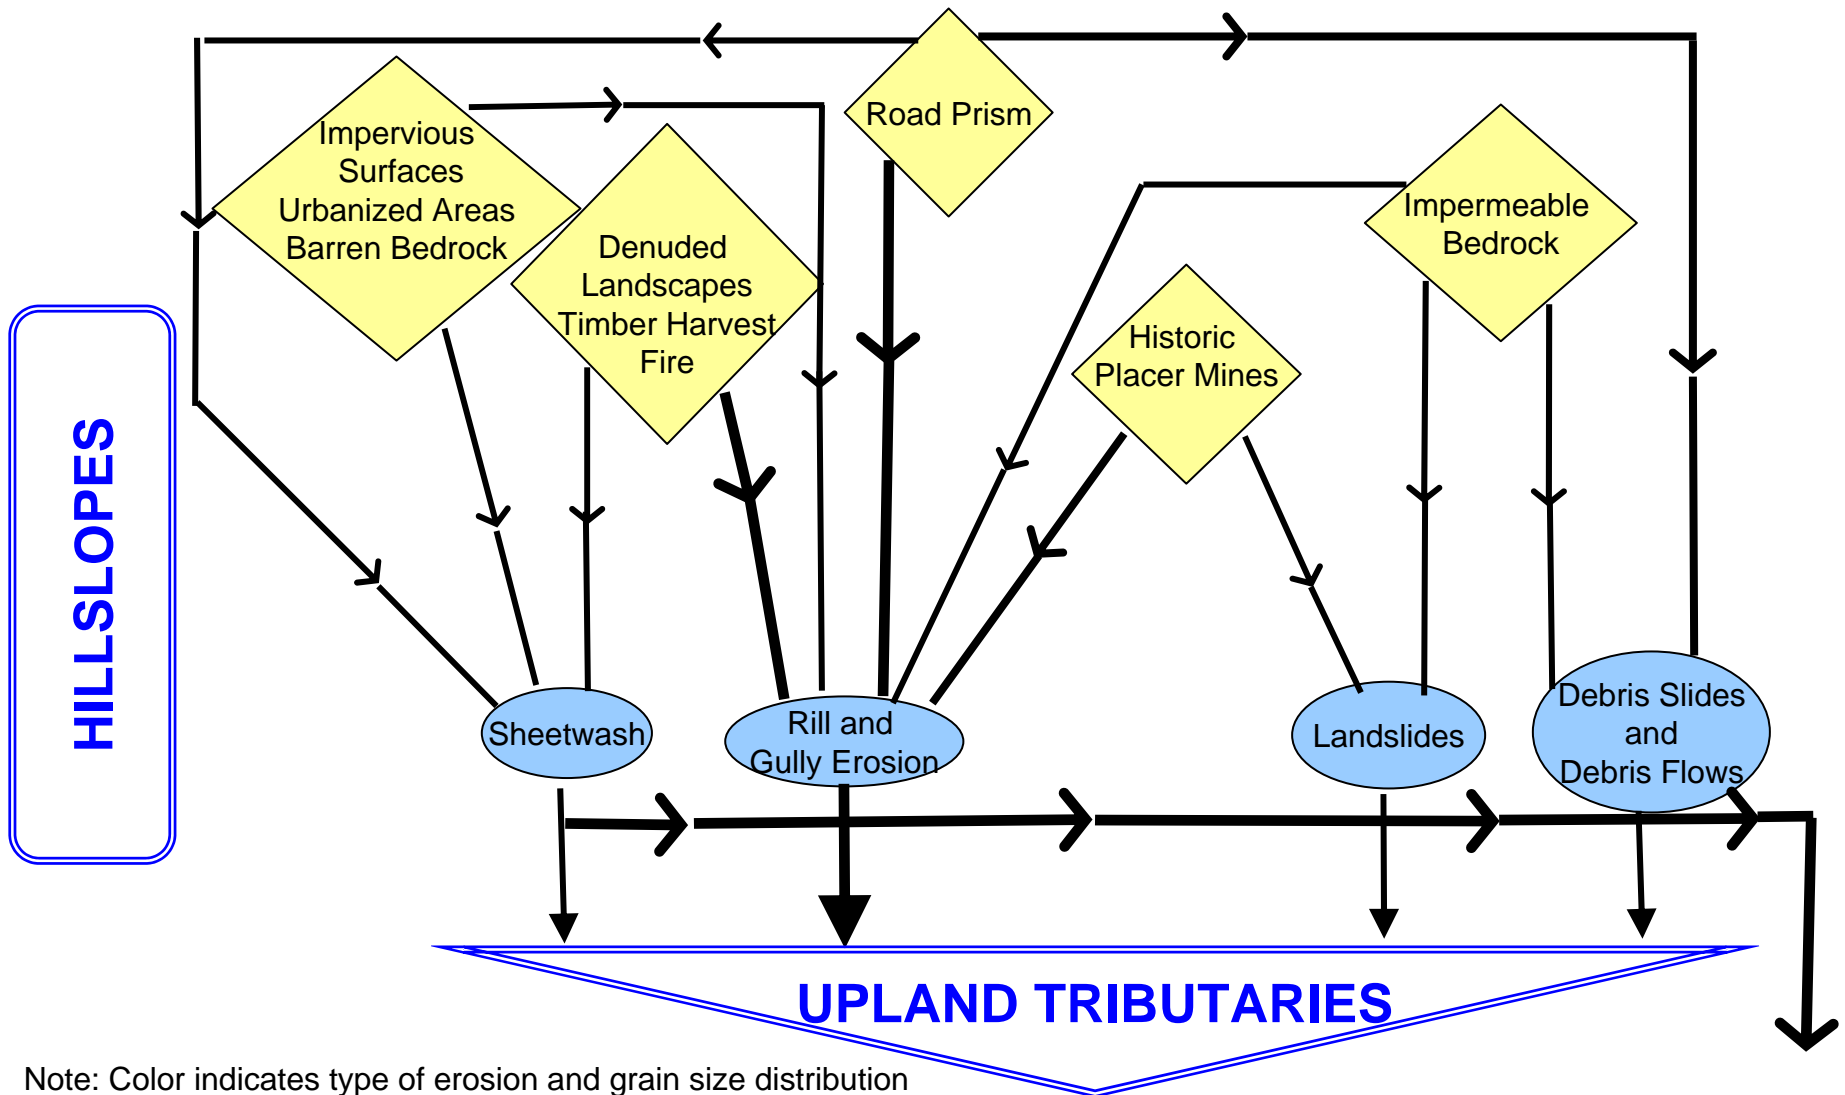 Road Prism
Impervious
Surfaces
Urbanized Areas
Barren Bedrock
Denuded
Landscapes
Timber Harvest
Fire
Impermeable
Bedrock
Historic
Placer Mines
HILLSLOPES
Sheetwash
Rill and
Gully Erosion
Landslides
Debris Slides
and
Debris Flows
UPLAND TRIBUTARIES
Note: Color indicates type of erosion and grain size distribution